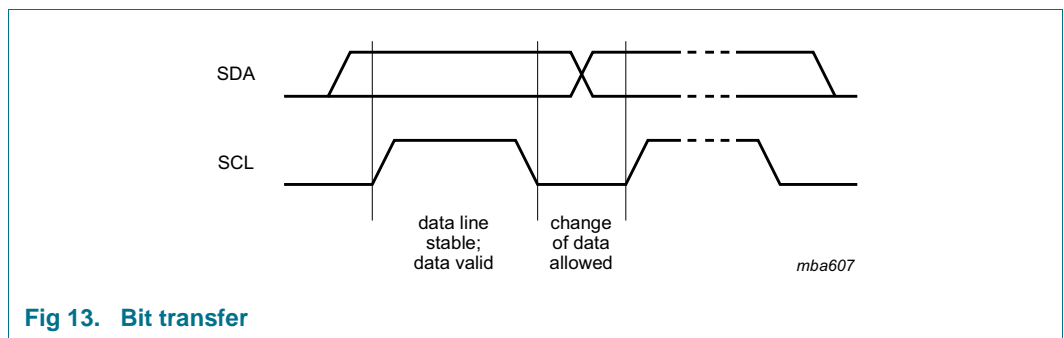 SDA
SCL
data line
stable;
data valid
change
of data
allowed
mba607
Fig 13. Bit transfer